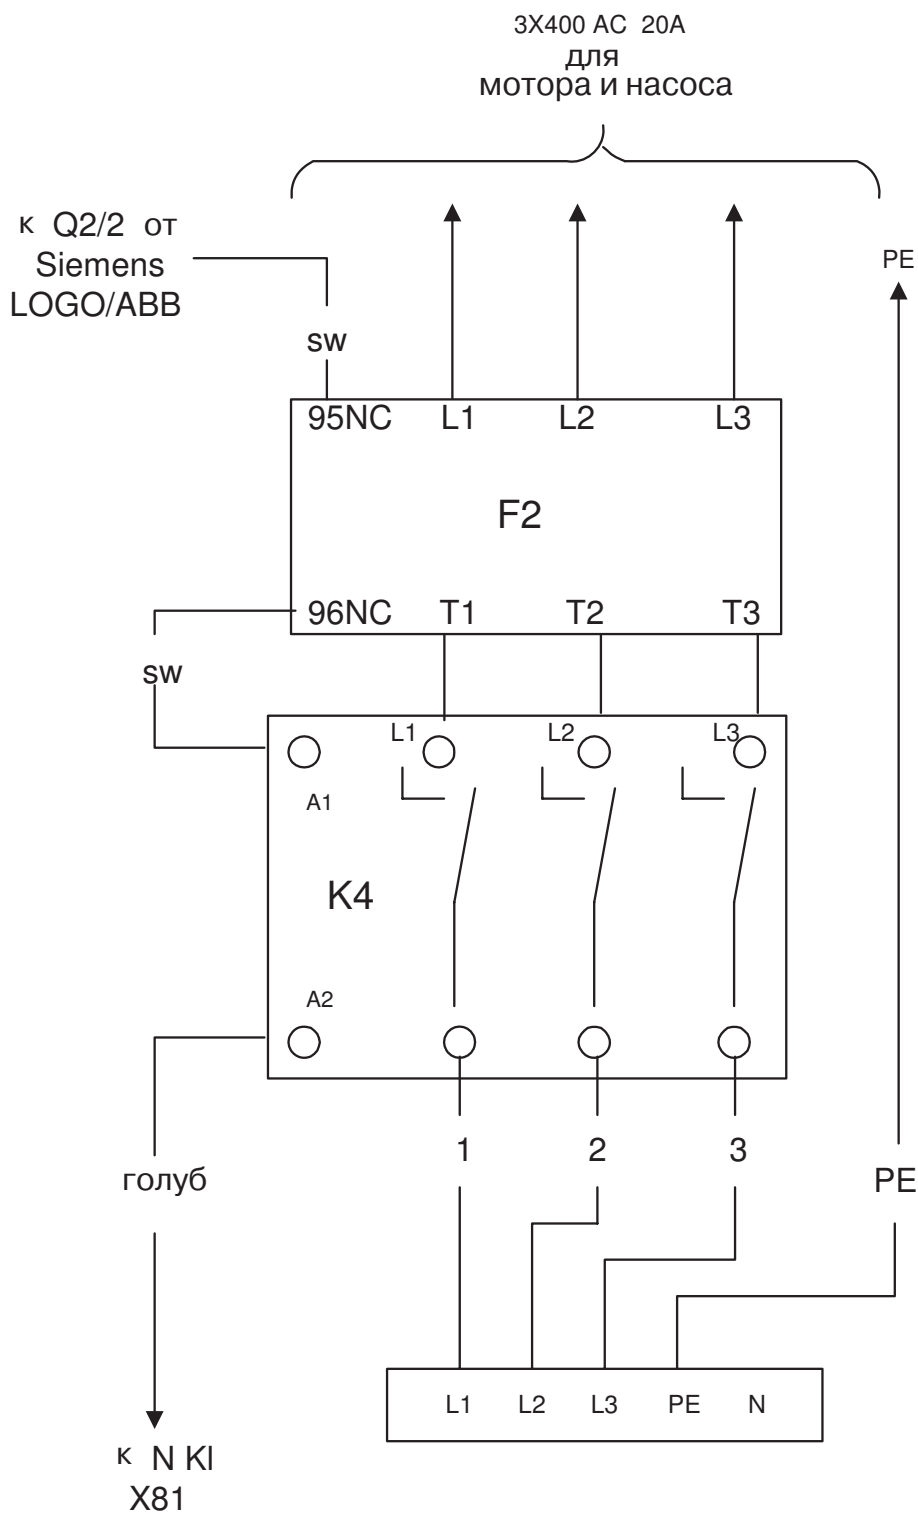 3X400 AC 20A
для
мотора и насоса
к Q2/2 от
Siemens
LOGO/ABB
PE
sw
95NC L1 L2 L3
F2
96NC T1 T2 T3
sw
L1 L2 L3
A1
K4
A2
1 2 3
голуб
PE
L1 L2 L3 PE N
к N Kl
X81